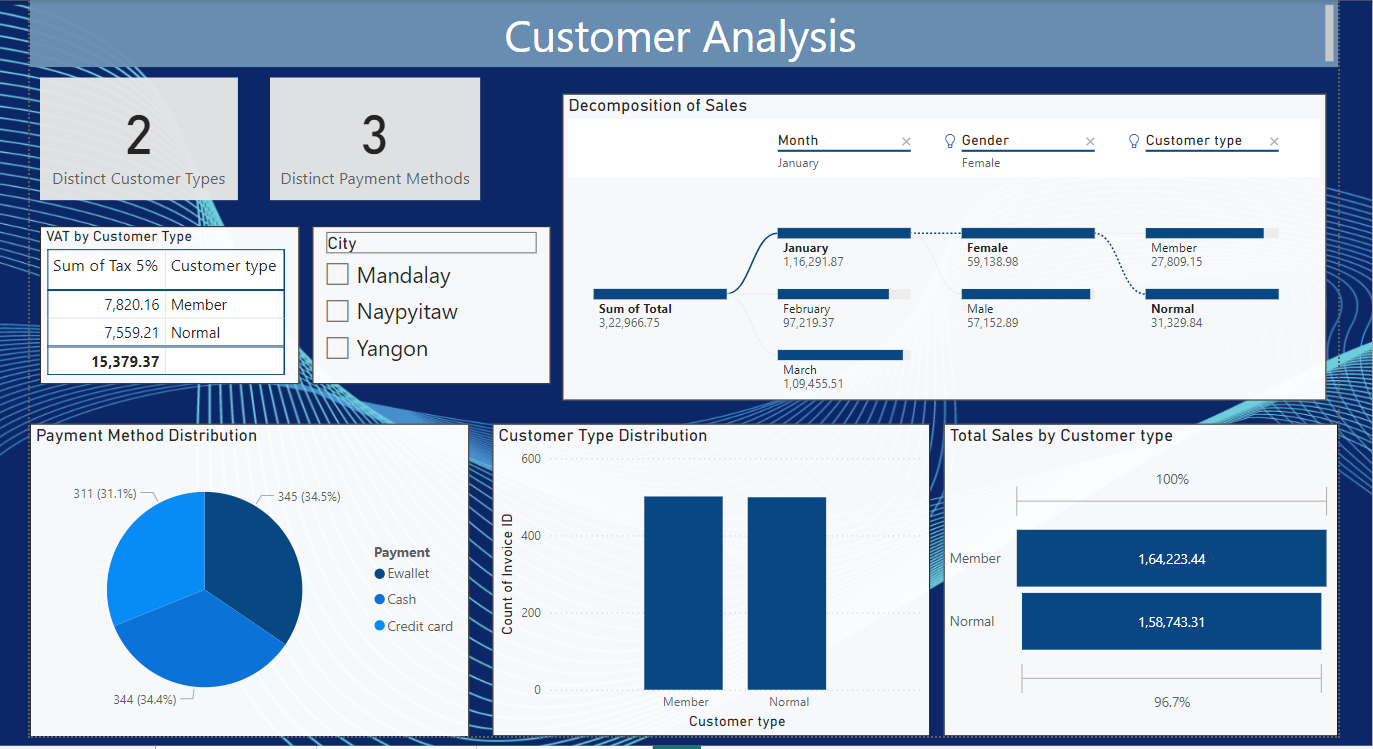 Customer Analysis
2
Distinct Customer Types
3
Distinct Payment Methods
VAT by Customer Type
Sum of Tax 5% Customer type
7,820.16 Member
7,559.21 Normal
15,379.37
City
Mandalay
Naypyitaw
Yangon
Decomposition of Sales
Month
January
Gender
Female
Customer type
Sum of Total
3,22,966.75
January
1,16,291.87
February
97,219.37
March
1,09,455.51
Female
59,138.98
Male
57,152.89
Member
27,809.15
Normal
31,329.84
Payment Method Distribution
311 (31.1%)
345 (34.5%)
344 (34.4%)
Payment
Ewallet
Cash
Credit card
Customer Type Distribution
Count of Invoice ID
600
400
200
0
Member Normal
Customer type
Total Sales by Customer type
100%
Member 1,64,223.44
Normal 1,58,743.31
96.7%